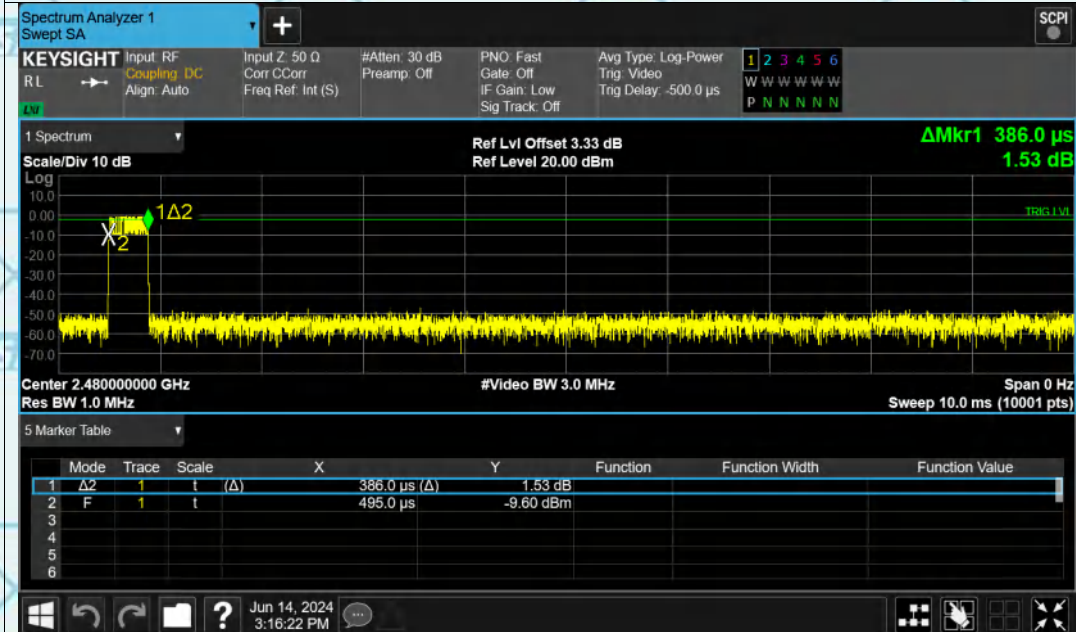 Spectrum Analyzer 1
Swept SA
+
SCPI
KEYSIGHT
RL
LXI
Input: RF
Coupling: DC
Align: Auto
Input Z: 50 Ω
Corr CCorr
Freq Ref: Int (S)
#Atten: 30 dB
Preamp: Off
PNO: Fast
Gate: Off
IF Gain: Low
Sig Track: Off
Avg Type: Log-Power
Trig: Video
Trig Delay: -500.0 µs
1 2 3 4 5 6
W W W W W W
P N N N N N
1 Spectrum
Scale/Div 10 dB
Ref Lvl Offset 3.33 dB
Ref Level 20.00 dBm
ΔMkr1 386.0 µs
1.53 dB
Log
10.0
0.00
-10.0
-20.0
-30.0
-40.0
-50.0
-60.0
-70.0
1Δ2
X2
TRIG LVL
Center 2.480000000 GHz
#Video BW 3.0 MHz
Span 0 Hz
Res BW 1.0 MHz
Sweep 10.0 ms (10001 pts)
5 Marker Table
Mode Trace Scale X Y Function Function Width Function Value
1 Δ2 1 t (Δ) 386.0 µs (Δ) 1.53 dB
2 F 1 t 495.0 µs -9.60 dBm
3
4
5
6
?
Jun 14, 2024
3:16:22 PM